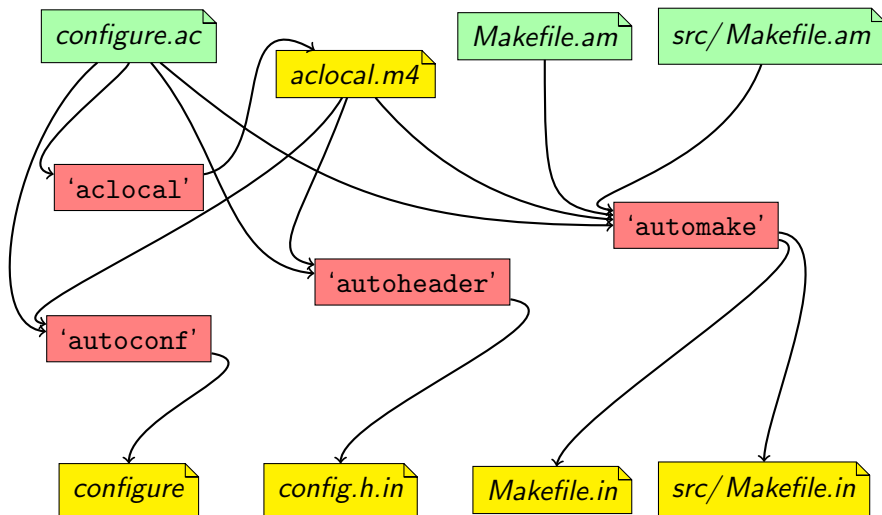 configure.ac
aclocal.m4
Makefile.am
src/Makefile.am
‘aclocal’
‘automake’
‘autoheader’
‘autoconf’
configure
config.h.in
Makefile.in
src/Makefile.in